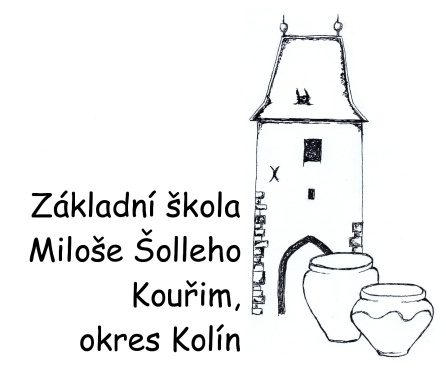 Základní škola
Miloše Šolleho
Kouřim,
okres Kolín